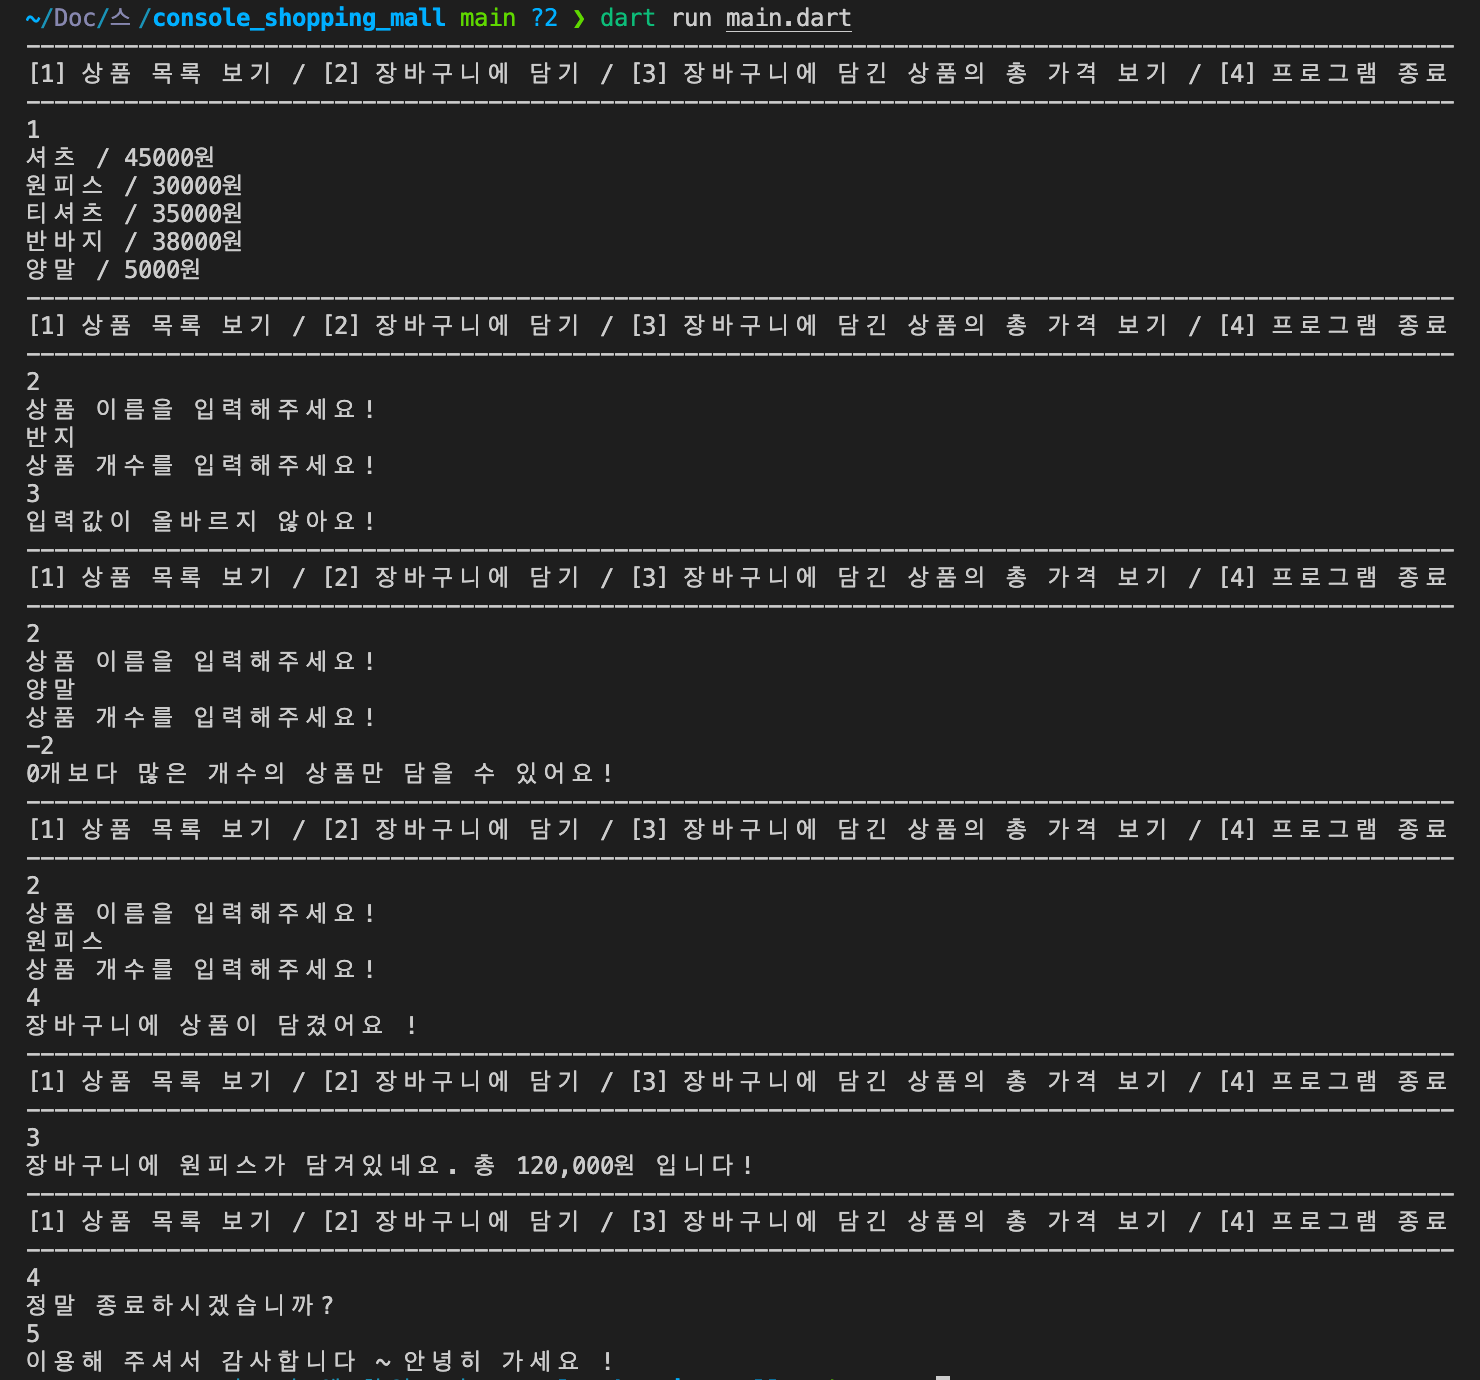 ~/Doc/스/console_shopping_mall main ?2 ❯ dart run main.dart
--------------------------------------------------------------------------------
[1] 상품 목록 보기 / [2] 장바구니에 담기 / [3] 장바구니에 담긴 상품의 총 가격 보기 / [4] 프로그램 종료
--------------------------------------------------------------------------------
1
셔츠 / 45000원
원피스 / 30000원
티셔츠 / 35000원
반바지 / 38000원
양말 / 5000원
--------------------------------------------------------------------------------
[1] 상품 목록 보기 / [2] 장바구니에 담기 / [3] 장바구니에 담긴 상품의 총 가격 보기 / [4] 프로그램 종료
--------------------------------------------------------------------------------
2
상품 이름을 입력해주세요!
반지
상품 개수를 입력해주세요!
3
입력값이 올바르지 않아요!
--------------------------------------------------------------------------------
[1] 상품 목록 보기 / [2] 장바구니에 담기 / [3] 장바구니에 담긴 상품의 총 가격 보기 / [4] 프로그램 종료
--------------------------------------------------------------------------------
2
상품 이름을 입력해주세요!
양말
상품 개수를 입력해주세요!
-2
0개보다 많은 개수의 상품만 담을 수 있어요!
--------------------------------------------------------------------------------
[1] 상품 목록 보기 / [2] 장바구니에 담기 / [3] 장바구니에 담긴 상품의 총 가격 보기 / [4] 프로그램 종료
--------------------------------------------------------------------------------
2
상품 이름을 입력해주세요!
원피스
상품 개수를 입력해주세요!
4
장바구니에 상품이 담겼어요 !
--------------------------------------------------------------------------------
[1] 상품 목록 보기 / [2] 장바구니에 담기 / [3] 장바구니에 담긴 상품의 총 가격 보기 / [4] 프로그램 종료
--------------------------------------------------------------------------------
3
장바구니에 원피스가 담겨있네요. 총 120,000원 입니다!
--------------------------------------------------------------------------------
[1] 상품 목록 보기 / [2] 장바구니에 담기 / [3] 장바구니에 담긴 상품의 총 가격 보기 / [4] 프로그램 종료
--------------------------------------------------------------------------------
4
정말 종료하시겠습니까?
5
이용해 주셔서 감사합니다 ~ 안녕히 가세요 !